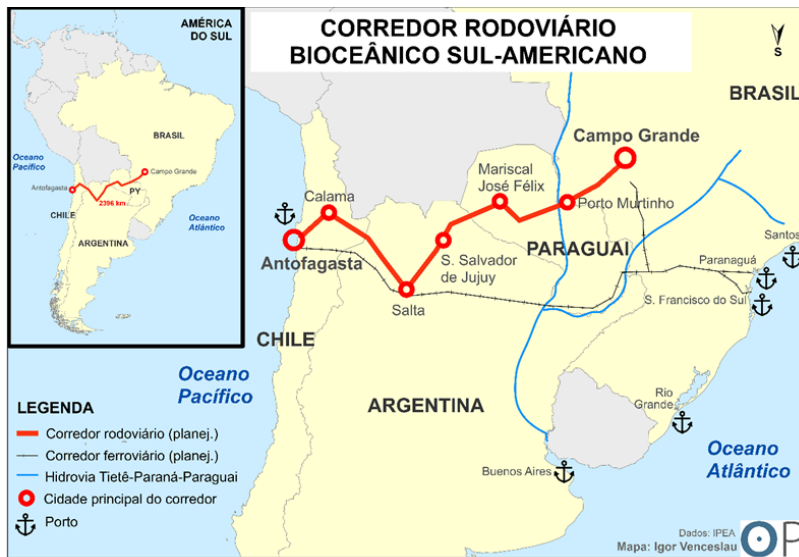 CORREDOR RODOVIÁRIO
BIOCEÂNICO SUL-AMERICANO
AMÉRICA
DO SUL
BRASIL
Oceano
Pacífico
Campo Grande
Antofagasta
PY
2396 km
CHILE
Oceano
Atlântico
ARGENTINA
S
BRASIL
Campo Grande
Mariscal
José Félix
Calama
Porto Murtinho
Antofagasta
PARAGUAI
Santos
S. Salvador
de Jujuy
Paranaguá
S. Francisco do Sul
Salta
CHILE
Oceano
Pacífico
ARGENTINA
Rio
Grande
Oceano
Atlântico
Buenos Aires
LEGENDA
Corredor rodoviário (planej.)
Corredor ferroviário (planej.)
Hidrovia Tietê-Paraná-Paraguai
Cidade principal do corredor
Porto
Dados: IPEA
Mapa: Igor Venceslau
OP